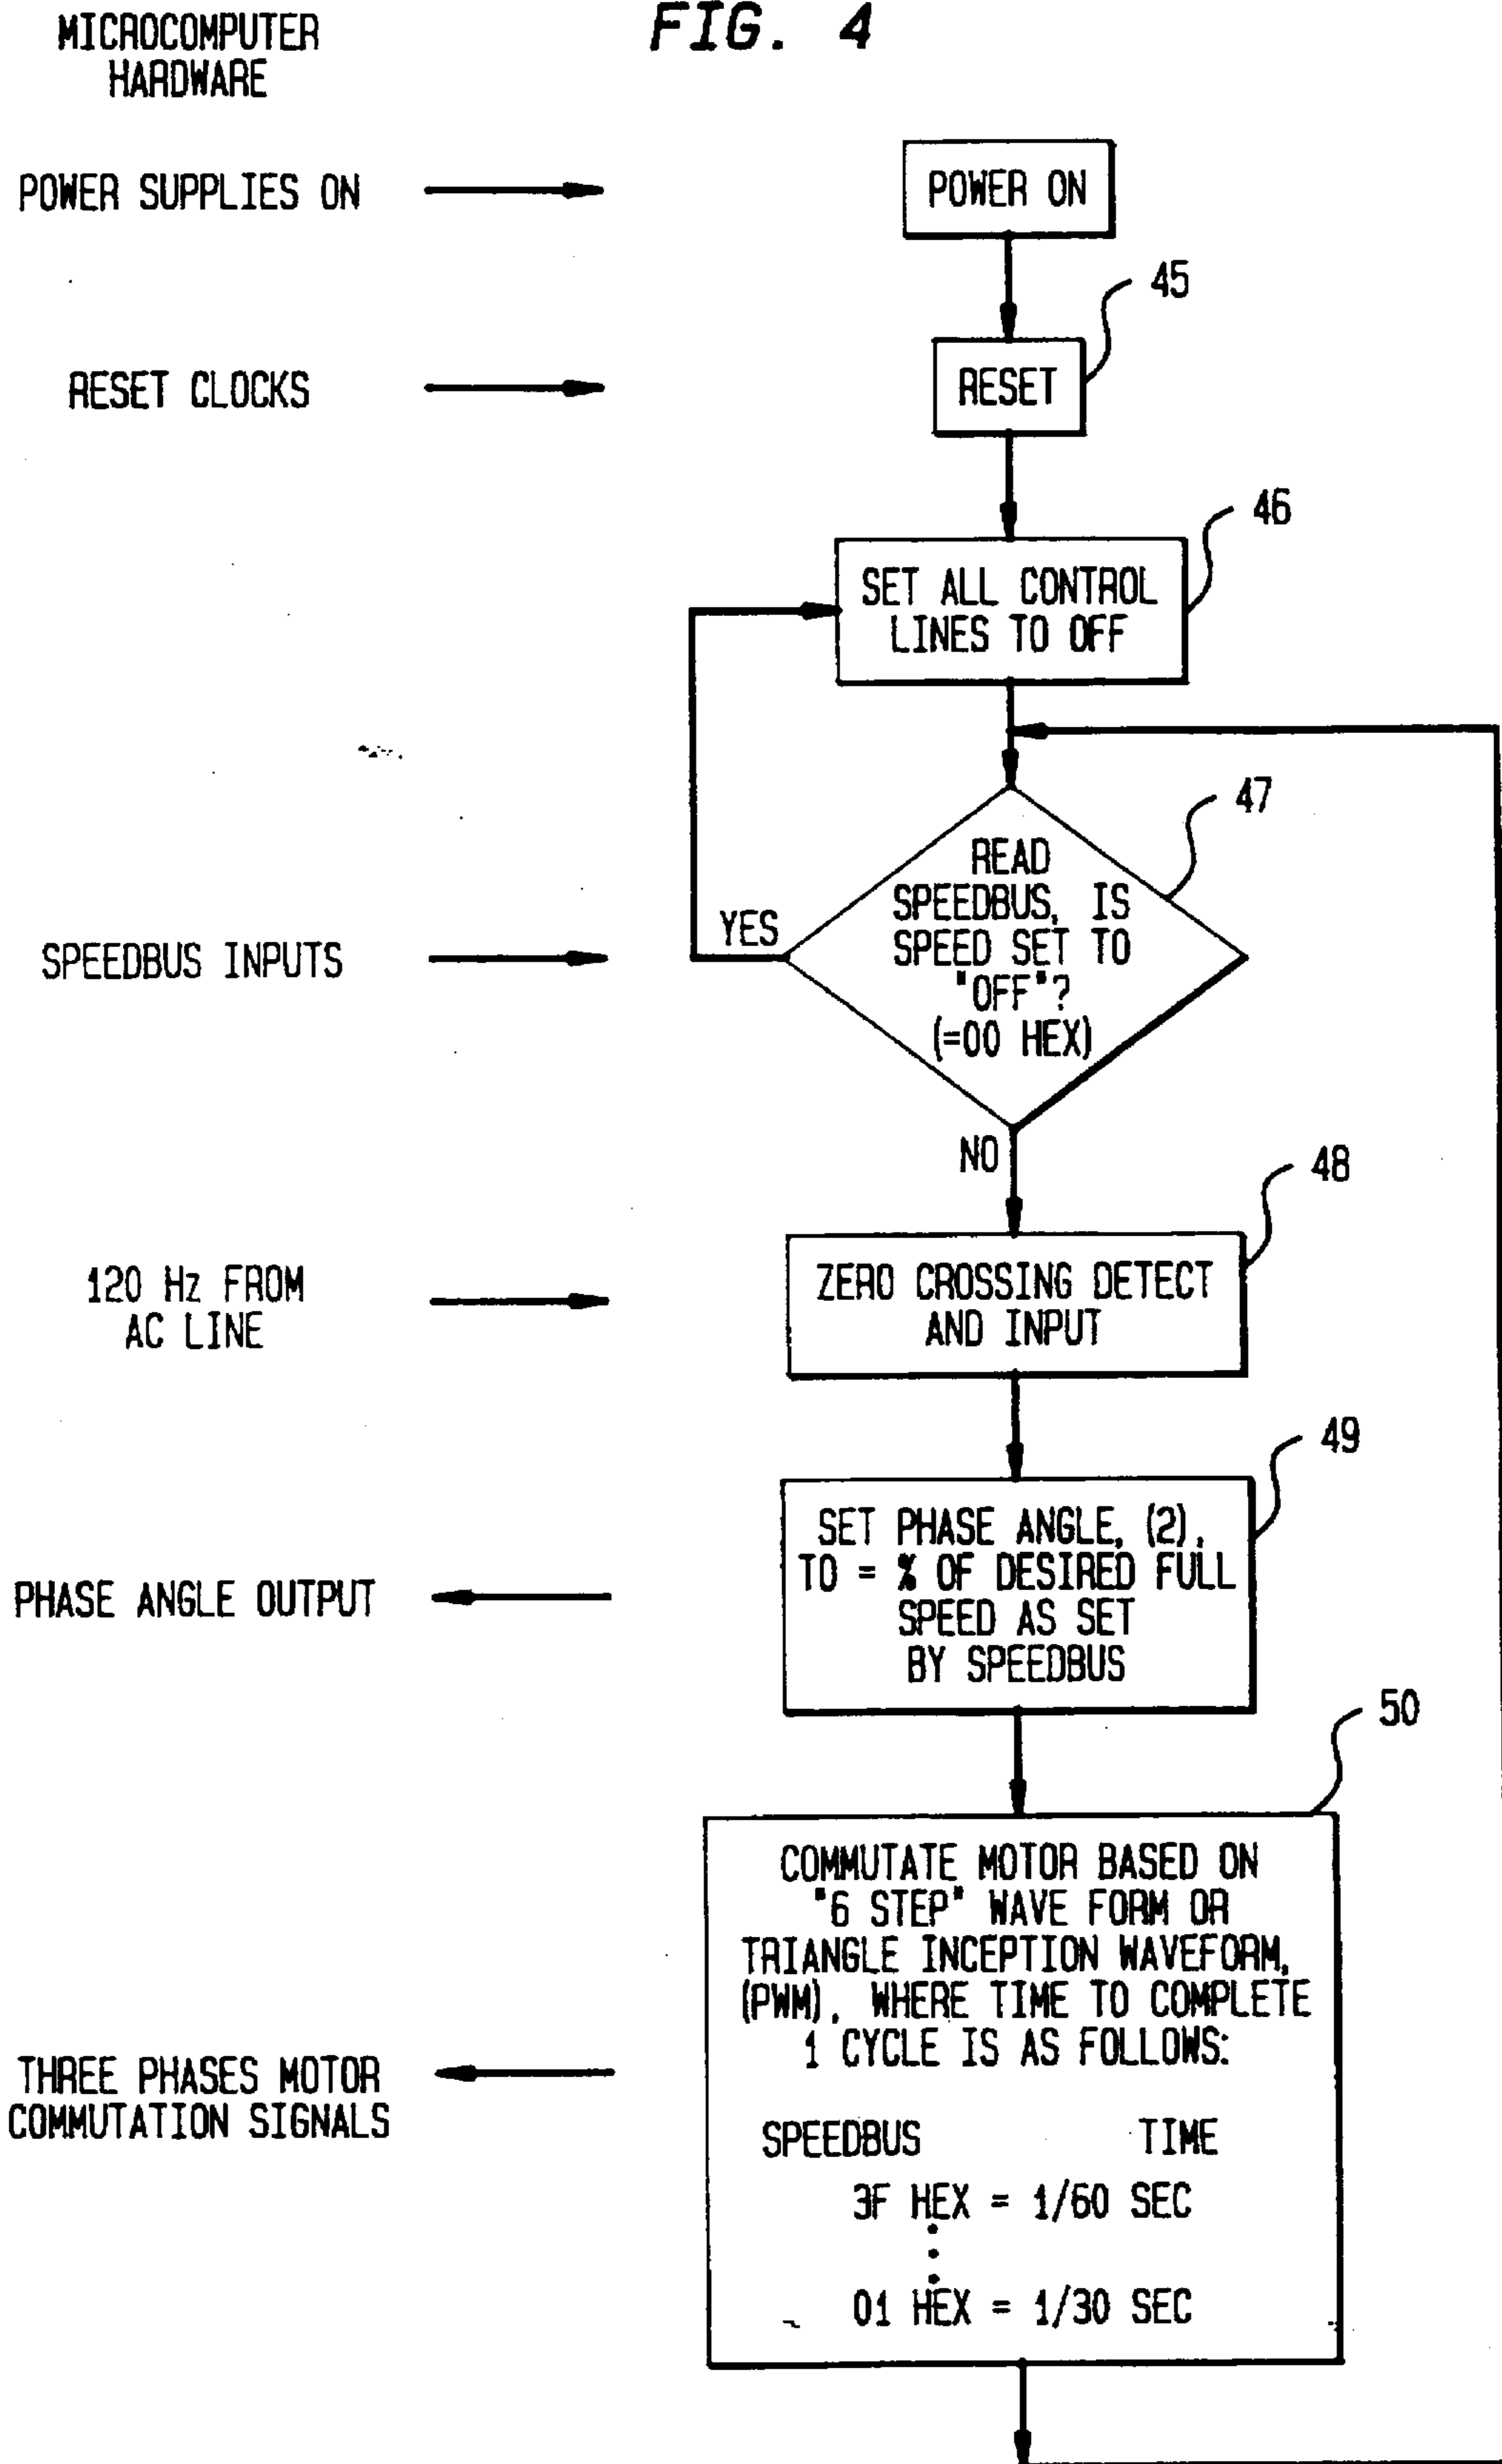 FIG. 4
MICROCOMPUTER
HARDWARE
POWER SUPPLIES ON
POWER ON
45
RESET CLOCKS
RESET
46
SET ALL CONTROL
LINES TO OFF
47
READ
SPEEDBUS, IS
SPEED SET TO
"OFF"?
(=00 HEX)
YES
SPEEDBUS INPUTS
NO
48
120 Hz FROM
AC LINE
ZERO CROSSING DETECT
AND INPUT
49
SET PHASE ANGLE, (2),
TO = % OF DESIRED FULL
SPEED AS SET
BY SPEEDBUS
PHASE ANGLE OUTPUT
50
COMMUTATE MOTOR BASED ON
"6 STEP" WAVE FORM OR
TRIANGLE INCEPTION WAVEFORM,
(PWM), WHERE TIME TO COMPLETE
1 CYCLE IS AS FOLLOWS:
THREE PHASES MOTOR
COMMUTATION SIGNALS
SPEEDBUS TIME
3F HEX = 1/60 SEC
01 HEX = 1/30 SEC